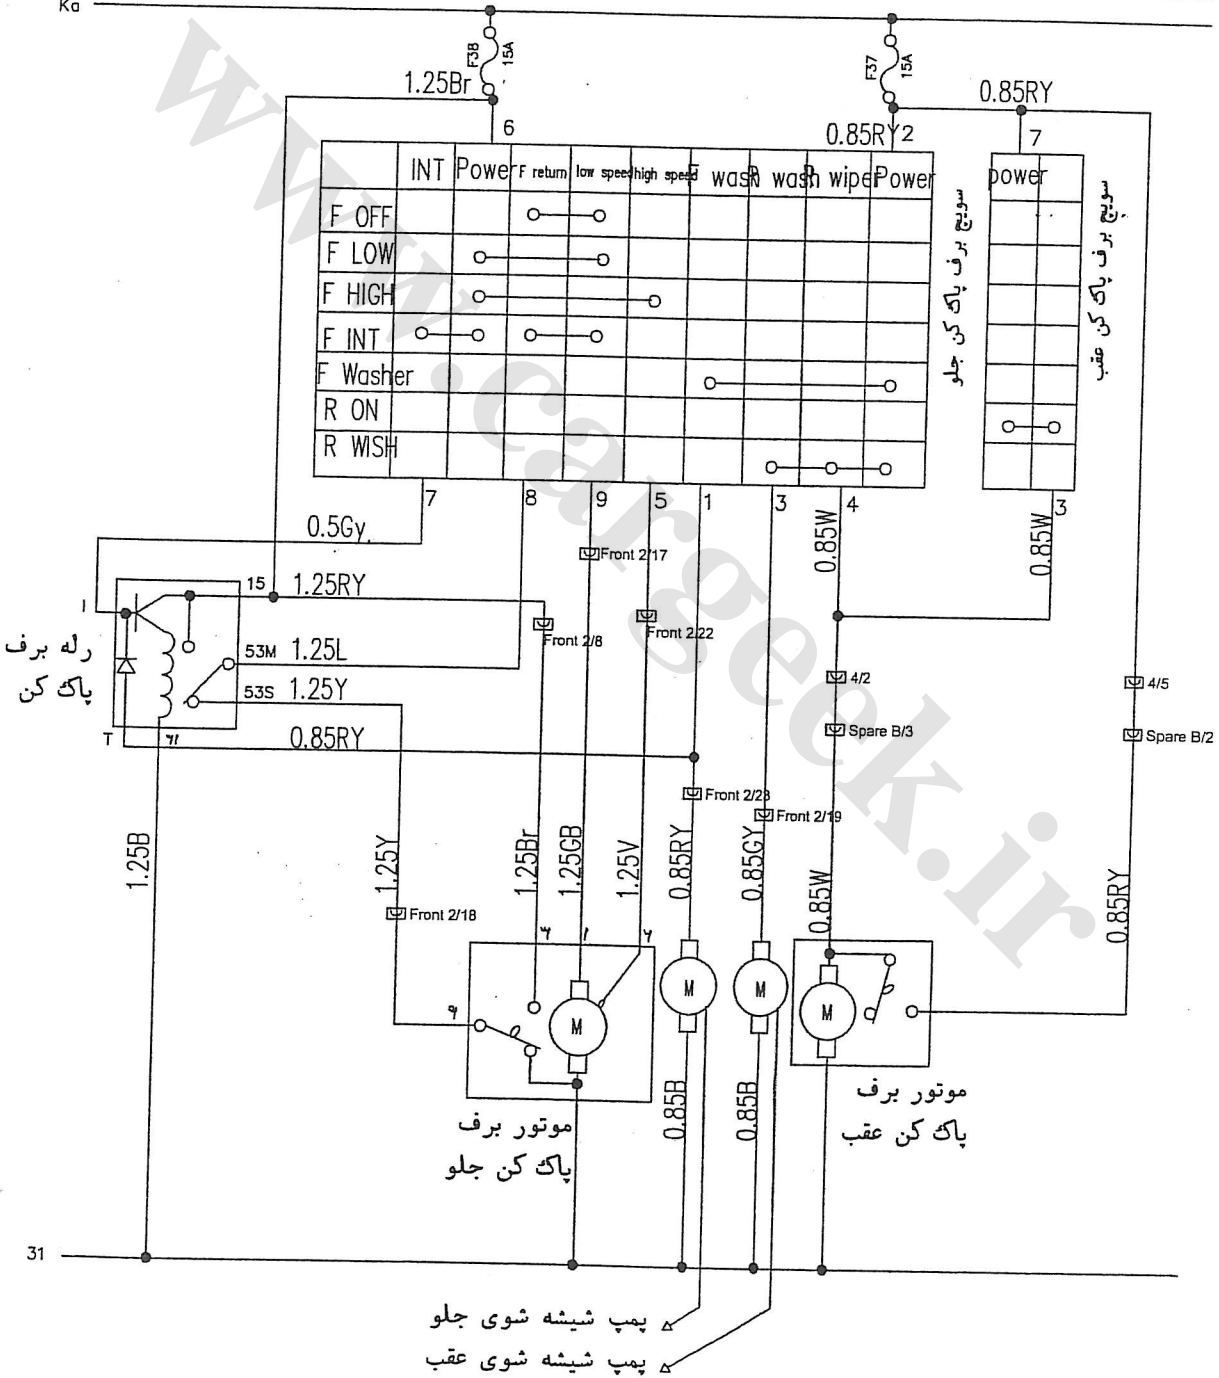 Ka
F38
15A
F37
15A
1.25Br
0.85RY
6
0.85RY
2
7
INT
Power
F return
low speed
high speed
F wash
R wash
R wiper
Power
power
F OFF
F LOW
F HIGH
F INT
F Washer
R ON
R WISH
سویچ برف پاک کن جلو
سویچ برف پاک کن عقب
7
8
9
5
1
3
4
3
0.5Gy.
0.85W
0.85W
Front 2/17
15
1.25RY
I
Front 2/8
Front 2/22
رله برف
پاک کن
53M
1.25L
53S
1.25Y
4/2
4/5
Spare B/3
Spare B/2
T
۳۱
0.85RY
Front 2/23
Front 2/19
1.25B
1.25Y
1.25Br
1.25GB
1.25V
0.85RY
0.85GY
0.85W
0.85RY
Front 2/18
M
M
M
M
0.85B
0.85B
موتور برف
پاک کن جلو
موتور برف
پاک کن عقب
31
پمپ شیشه شوی جلو
پمپ شیشه شوی عقب
www.cargeek.ir